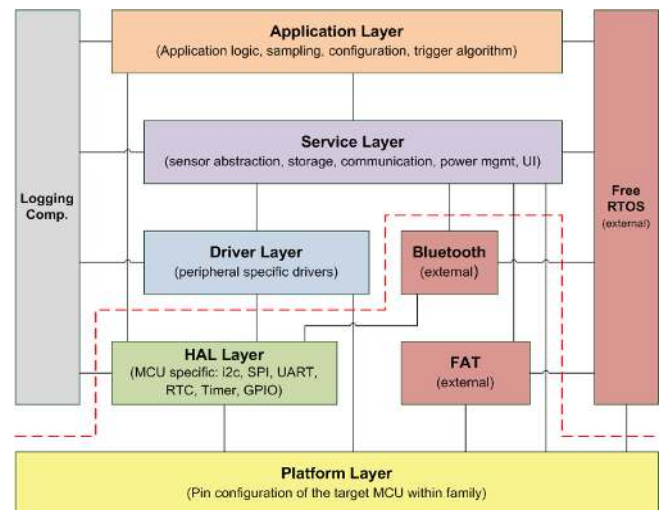 Application Layer
(Application logic, sampling, configuration, trigger algorithm)
Service Layer
(sensor abstraction, storage, communication, power mgmt, UI)
Logging
Comp.
Free
RTOS
(external)
Driver Layer
(peripheral specific drivers)
Bluetooth
(external)
HAL Layer
(MCU specific: i2c, SPI, UART,
RTC, Timer, GPIO)
FAT
(external)
Platform Layer
(Pin configuration of the target MCU within family)